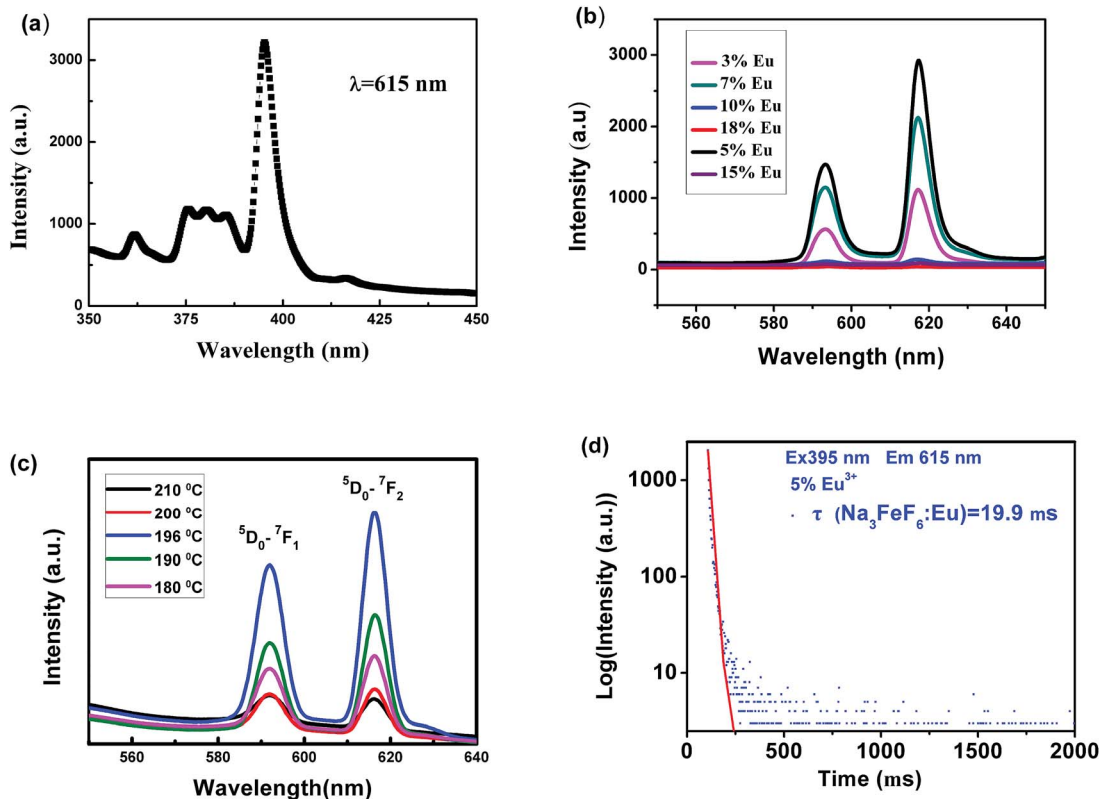 (a)
λ=615 nm
Intensity (a.u.)
3000
2000
1000
0
350
375
400
425
450
Wavelength (nm)
(b)
3% Eu
7% Eu
10% Eu
18% Eu
5% Eu
15% Eu
Intensity (a.u)
3000
2000
1000
0
560
580
600
620
640
Wavelength (nm)
(c)
210 ⁰C
200 ⁰C
196 ⁰C
190 ⁰C
180 ⁰C
⁵D₀- ⁷F₁
⁵D₀- ⁷F₂
Intensity (a.u.)
560
580
600
620
640
Wavelength(nm)
(d)
Ex395 nm Em 615 nm
5% Eu³⁺
τ (Na₃FeF₆:Eu)=19.9 ms
Log(Intensity (a.u.))
1000
100
10
0
500
1000
1500
2000
Time (ms)